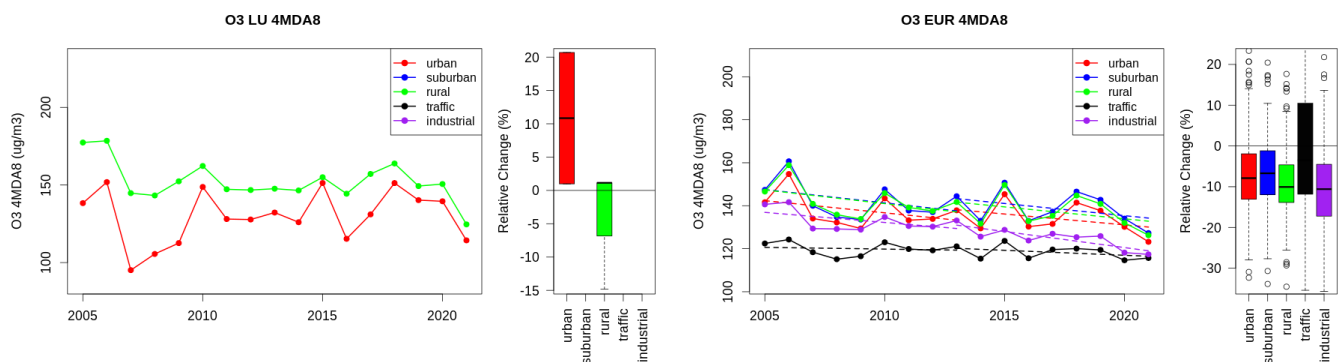 O3 LU 4MDA8
O3 4MDA8 (ug/m3)
100
150
200
2005
2010
2015
2020
urban
suburban
rural
traffic
industrial
Relative Change (%)
20
15
10
5
0
-5
-10
-15
urban
suburban
rural
traffic
industrial
O3 EUR 4MDA8
O3 4MDA8 (ug/m3)
100
120
140
160
180
200
2005
2010
2015
2020
urban
suburban
rural
traffic
industrial
Relative Change (%)
20
10
0
-10
-20
-30
urban
suburban
rural
traffic
industrial